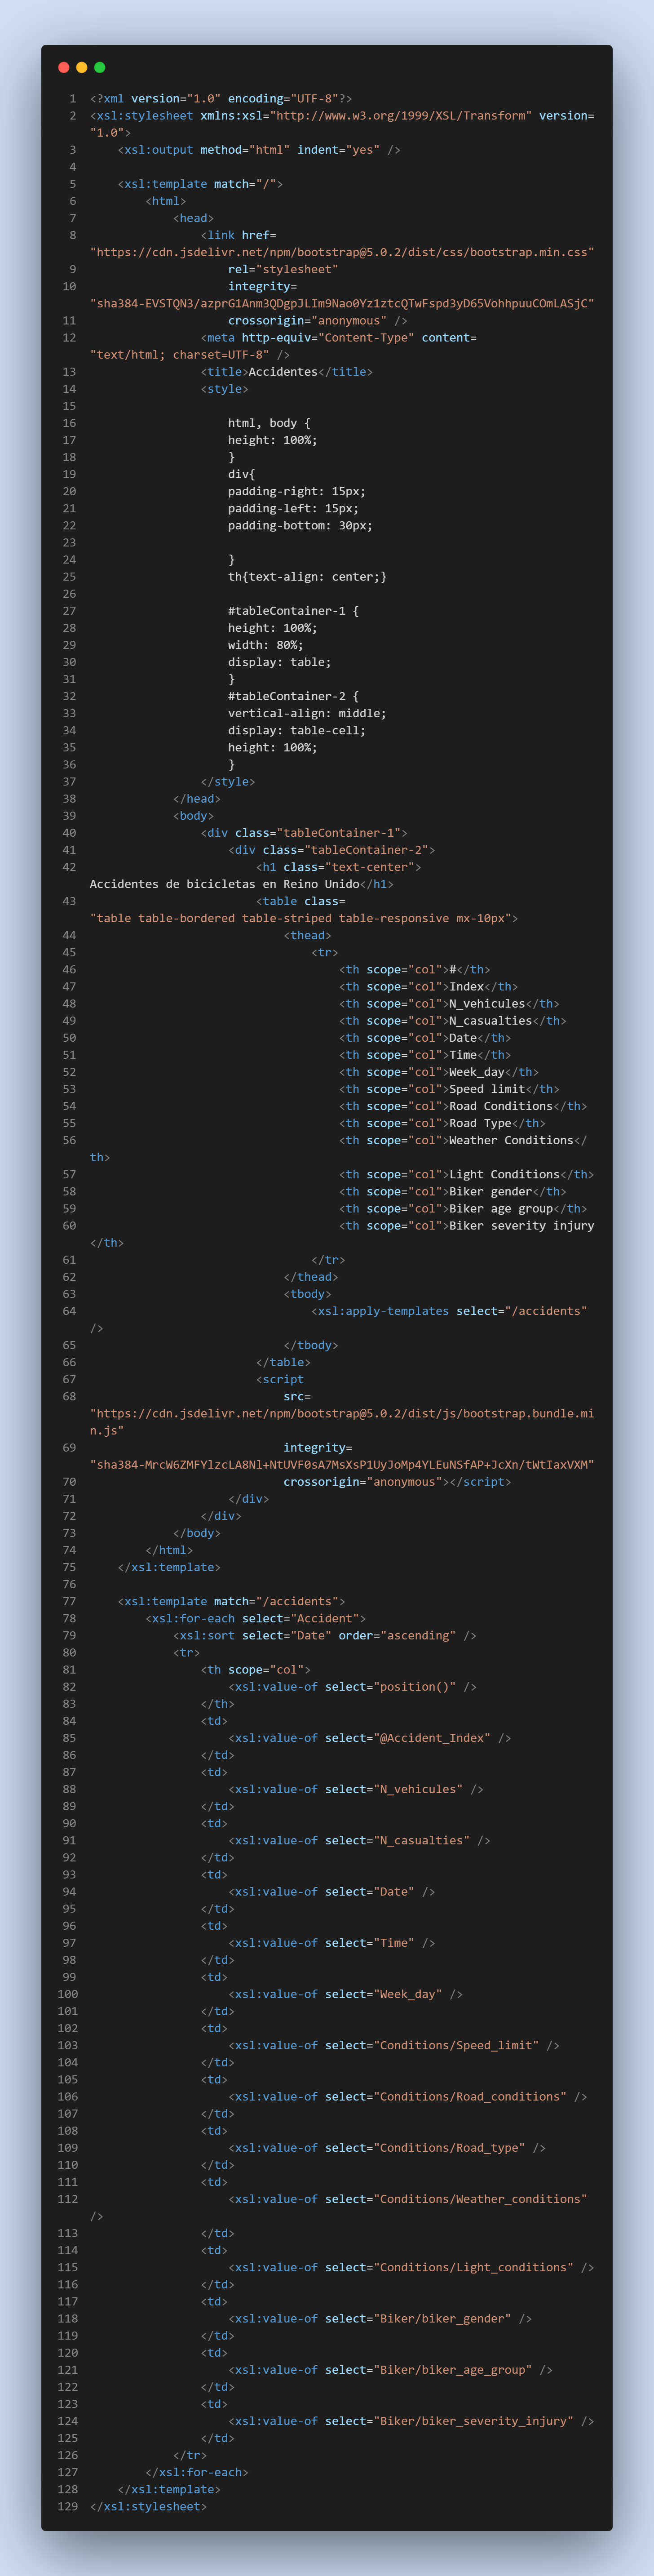 1 <?xml version="1.0" encoding="UTF-8"?>
2 <xsl:stylesheet xmlns:xsl="http://www.w3.org/1999/XSL/Transform" version=
"1.0">
3 <xsl:output method="html" indent="yes" />
4
5 <xsl:template match="/">
6 <html>
7 <head>
8 <link href=
"https://cdn.jsdelivr.net/npm/bootstrap@5.0.2/dist/css/bootstrap.min.css"
9 rel="stylesheet"
10 integrity=
"sha384-EVSTQN3/azprG1Anm3QDgpJLIm9Nao0Yz1ztcQTwFspd3yD65VohhpuuCOmLASjC"
11 crossorigin="anonymous" />
12 <meta http-equiv="Content-Type" content=
"text/html; charset=UTF-8" />
13 <title>Accidentes</title>
14 <style>
15
16 html, body {
17 height: 100%;
18 }
19 div{
20 padding-right: 15px;
21 padding-left: 15px;
22 padding-bottom: 30px;
23
24 }
25 th{text-align: center;}
26
27 #tableContainer-1 {
28 height: 100%;
29 width: 80%;
30 display: table;
31 }
32 #tableContainer-2 {
33 vertical-align: middle;
34 display: table-cell;
35 height: 100%;
36 }
37 </style>
38 </head>
39 <body>
40 <div class="tableContainer-1">
41 <div class="tableContainer-2">
42 <h1 class="text-center">
Accidentes de bicicletas en Reino Unido</h1>
43 <table class=
"table table-bordered table-striped table-responsive mx-10px">
44 <thead>
45 <tr>
46 <th scope="col">#</th>
47 <th scope="col">Index</th>
48 <th scope="col">N_vehicules</th>
49 <th scope="col">N_casualties</th>
50 <th scope="col">Date</th>
51 <th scope="col">Time</th>
52 <th scope="col">Week_day</th>
53 <th scope="col">Speed limit</th>
54 <th scope="col">Road Conditions</th>
55 <th scope="col">Road Type</th>
56 <th scope="col">Weather Conditions</
th>
57 <th scope="col">Light Conditions</th>
58 <th scope="col">Biker gender</th>
59 <th scope="col">Biker age group</th>
60 <th scope="col">Biker severity injury
</th>
61 </tr>
62 </thead>
63 <tbody>
64 <xsl:apply-templates select="/accidents"
/>
65 </tbody>
66 </table>
67 <script
68 src=
"https://cdn.jsdelivr.net/npm/bootstrap@5.0.2/dist/js/bootstrap.bundle.mi
n.js"
69 integrity=
"sha384-MrcW6ZMFYlzcLA8Nl+NtUVF0sA7MsXsP1UyJoMp4YLEuNSfAP+JcXn/tWtIaxVXM"
70 crossorigin="anonymous"></script>
71 </div>
72 </div>
73 </body>
74 </html>
75 </xsl:template>
76
77 <xsl:template match="/accidents">
78 <xsl:for-each select="Accident">
79 <xsl:sort select="Date" order="ascending" />
80 <tr>
81 <th scope="col">
82 <xsl:value-of select="position()" />
83 </th>
84 <td>
85 <xsl:value-of select="@Accident_Index" />
86 </td>
87 <td>
88 <xsl:value-of select="N_vehicules" />
89 </td>
90 <td>
91 <xsl:value-of select="N_casualties" />
92 </td>
93 <td>
94 <xsl:value-of select="Date" />
95 </td>
96 <td>
97 <xsl:value-of select="Time" />
98 </td>
99 <td>
100 <xsl:value-of select="Week_day" />
101 </td>
102 <td>
103 <xsl:value-of select="Conditions/Speed_limit" />
104 </td>
105 <td>
106 <xsl:value-of select="Conditions/Road_conditions" />
107 </td>
108 <td>
109 <xsl:value-of select="Conditions/Road_type" />
110 </td>
111 <td>
112 <xsl:value-of select="Conditions/Weather_conditions"
/>
113 </td>
114 <td>
115 <xsl:value-of select="Conditions/Light_conditions" />
116 </td>
117 <td>
118 <xsl:value-of select="Biker/biker_gender" />
119 </td>
120 <td>
121 <xsl:value-of select="Biker/biker_age_group" />
122 </td>
123 <td>
124 <xsl:value-of select="Biker/biker_severity_injury" />
125 </td>
126 </tr>
127 </xsl:for-each>
128 </xsl:template>
129 </xsl:stylesheet>